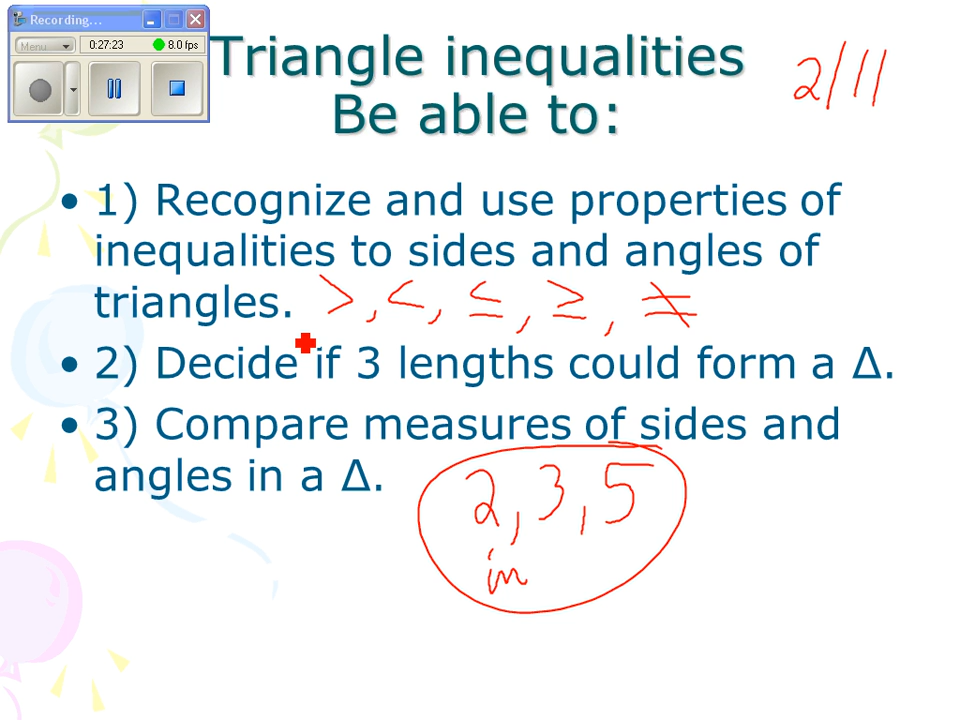 Recording...
Menu
0:27:23
8.0 fps
Triangle inequalities
Be able to:
2/11
• 1) Recognize and use properties of
inequalities to sides and angles of
triangles. >, <, ≤, ≥, ≠
• 2) Decide if 3 lengths could form a Δ.
• 3) Compare measures of sides and
angles in a Δ.
2, 3, 5
in